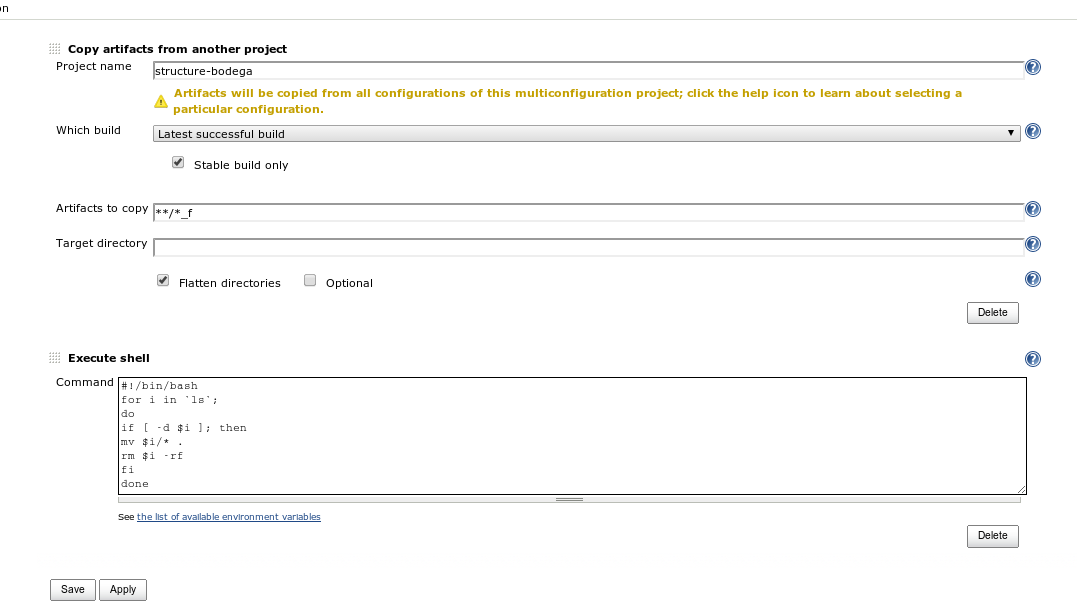 on
Copy artifacts from another project
Project name
structure-bodega
Artifacts will be copied from all configurations of this multiconfiguration project; click the help icon to learn about selecting a
particular configuration.
Which build
Latest successful build
Stable build only
Artifacts to copy
**/*_f
Target directory
Flatten directories Optional
Delete
Execute shell
Command
#!/bin/bash
for i in `ls`;
do
if [ -d $i ]; then
mv $i/* .
rm $i -rf
fi
done
See the list of available environment variables
Delete
Save Apply